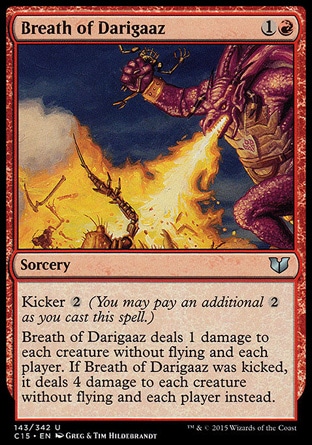 Breath of Darigaaz 1
Sorcery
Kicker 2 (You may pay an additional 2
as you cast this spell.)
Breath of Darigaaz deals 1 damage to
each creature without flying and each
player. If Breath of Darigaaz was kicked,
it deals 4 damage to each creature
without flying and each player instead.
143/342 U
C15 • EN Greg & Tim Hildebrandt
™ & © 2015 Wizards of the Coast